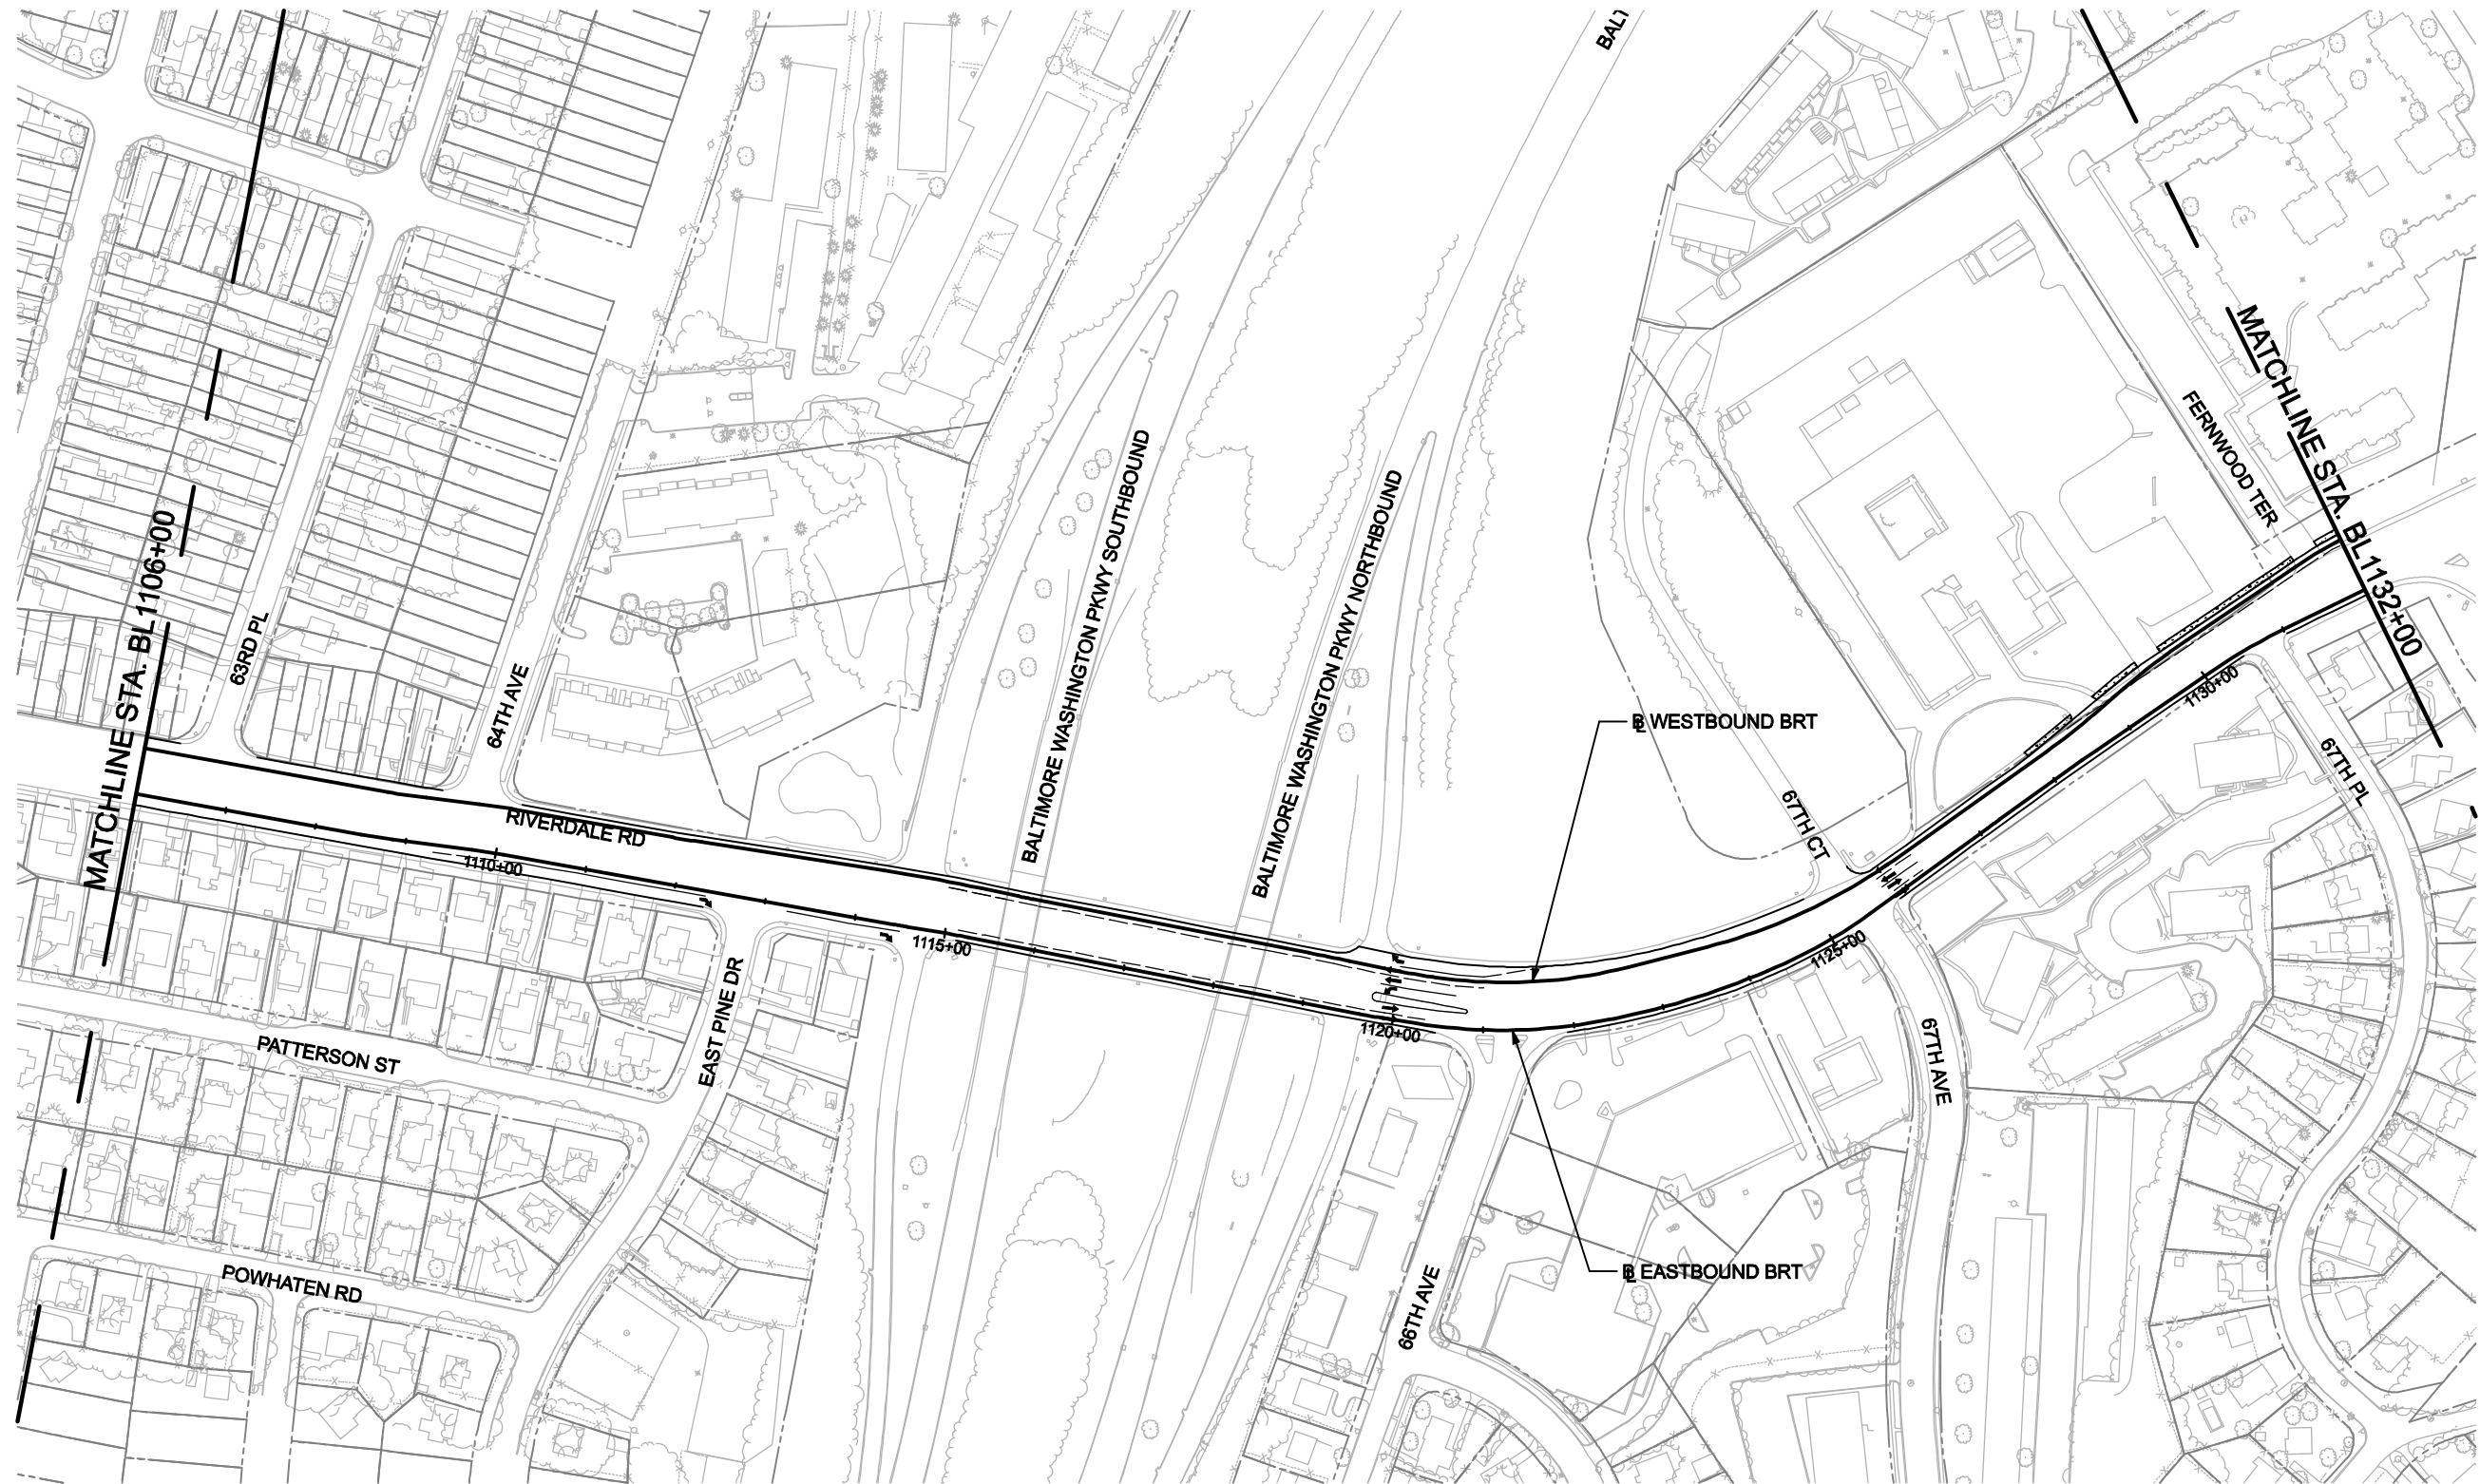 BALT
MATCHLINE STA. BL1106+00
63RD PL
64TH AVE
RIVERDALE RD
1110+00
BALTIMORE WASHINGTON PKWY SOUTHBOUND
BALTIMORE WASHINGTON PKWY NORTHBOUND
BL WESTBOUND BRT
FERNWOOD TER
MATCHLINE STA. BL1132+00
1130+00
67TH PL
67TH CT
1125+00
1115+00
1120+00
EAST PINE DR
PATTERSON ST
POWHATEN RD
66TH AVE
67TH AVE
BL EASTBOUND BRT